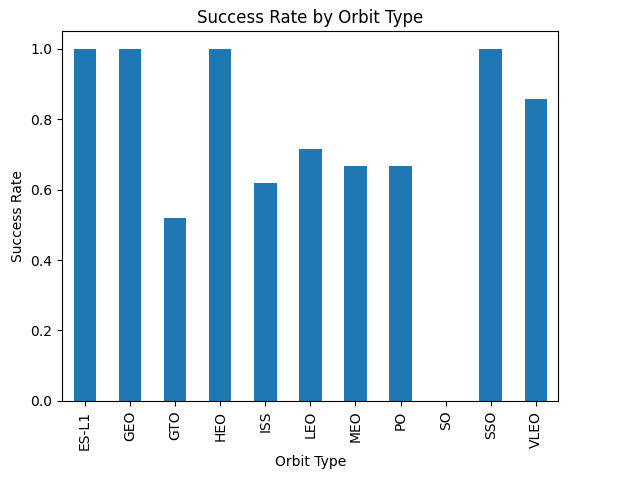 Success Rate by Orbit Type
Success Rate
1.0
0.8
0.6
0.4
0.2
0.0
ES-L1
GEO
GTO
HEO
ISS
LEO
MEO
PO
SO
SSO
VLEO
Orbit Type